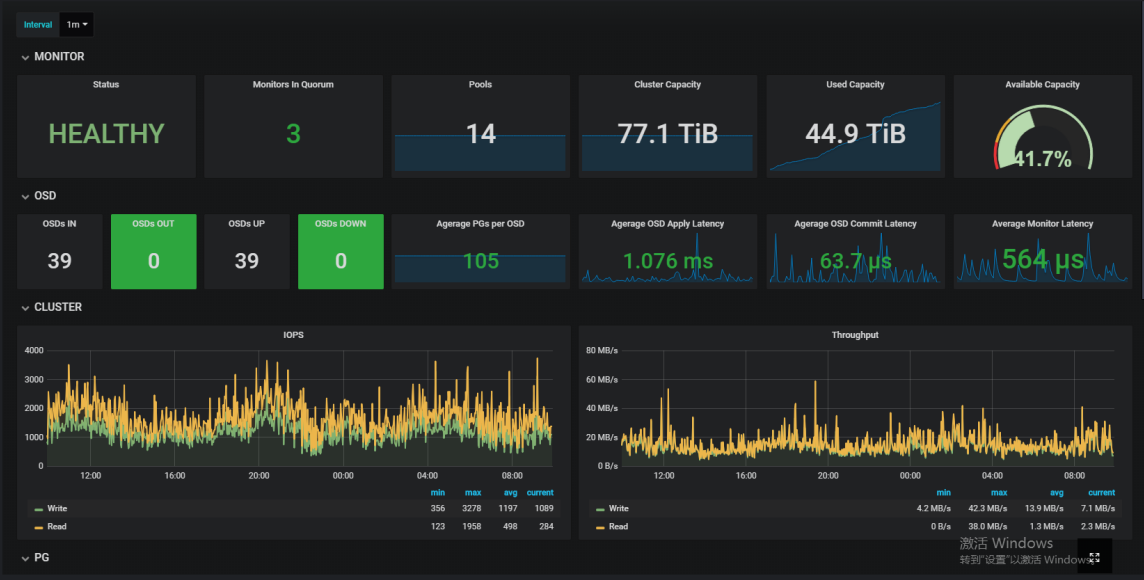 Interval 1m
MONITOR
Status
HEALTHY
Monitors In Quorum
3
Pools
14
Cluster Capacity
77.1 TiB
Used Capacity
44.9 TiB
Available Capacity
41.7%
OSD
OSDs IN
39
OSDs OUT
0
OSDs UP
39
OSDs DOWN
0
Agerage PGs per OSD
105
Agerage OSD Apply Latency
1.076 ms
Agerage OSD Commit Latency
63.7 µs
Average Monitor Latency
564 µs
CLUSTER
IOPS
4000
3000
2000
1000
0
12:00 16:00 20:00 00:00 04:00 08:00
min max avg current
Write 356 3278 1197 1089
Read 123 1958 498 284
Throughput
80 MB/s
60 MB/s
40 MB/s
20 MB/s
0 B/s
12:00 16:00 20:00 00:00 04:00 08:00
min max avg current
Write 4.2 MB/s 42.3 MB/s 13.9 MB/s 7.1 MB/s
Read 0 B/s 38.0 MB/s 1.3 MB/s 2.3 MB/s
激活 Windows
转到"设置"以激活 Windows
PG